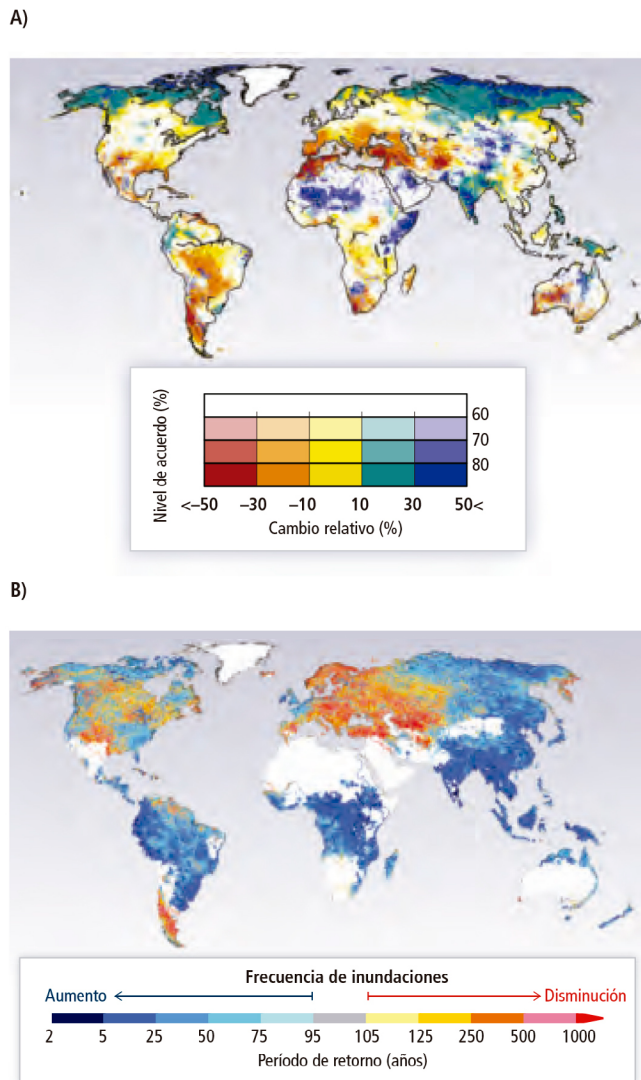 A)
Nivel de acuerdo (%)
60
70
80
<–50 –30 –10 10 30 50<
Cambio relativo (%)
B)
Frecuencia de inundaciones
Aumento Disminución
2 5 25 50 75 95 105 125 250 500 1000
Período de retorno (años)